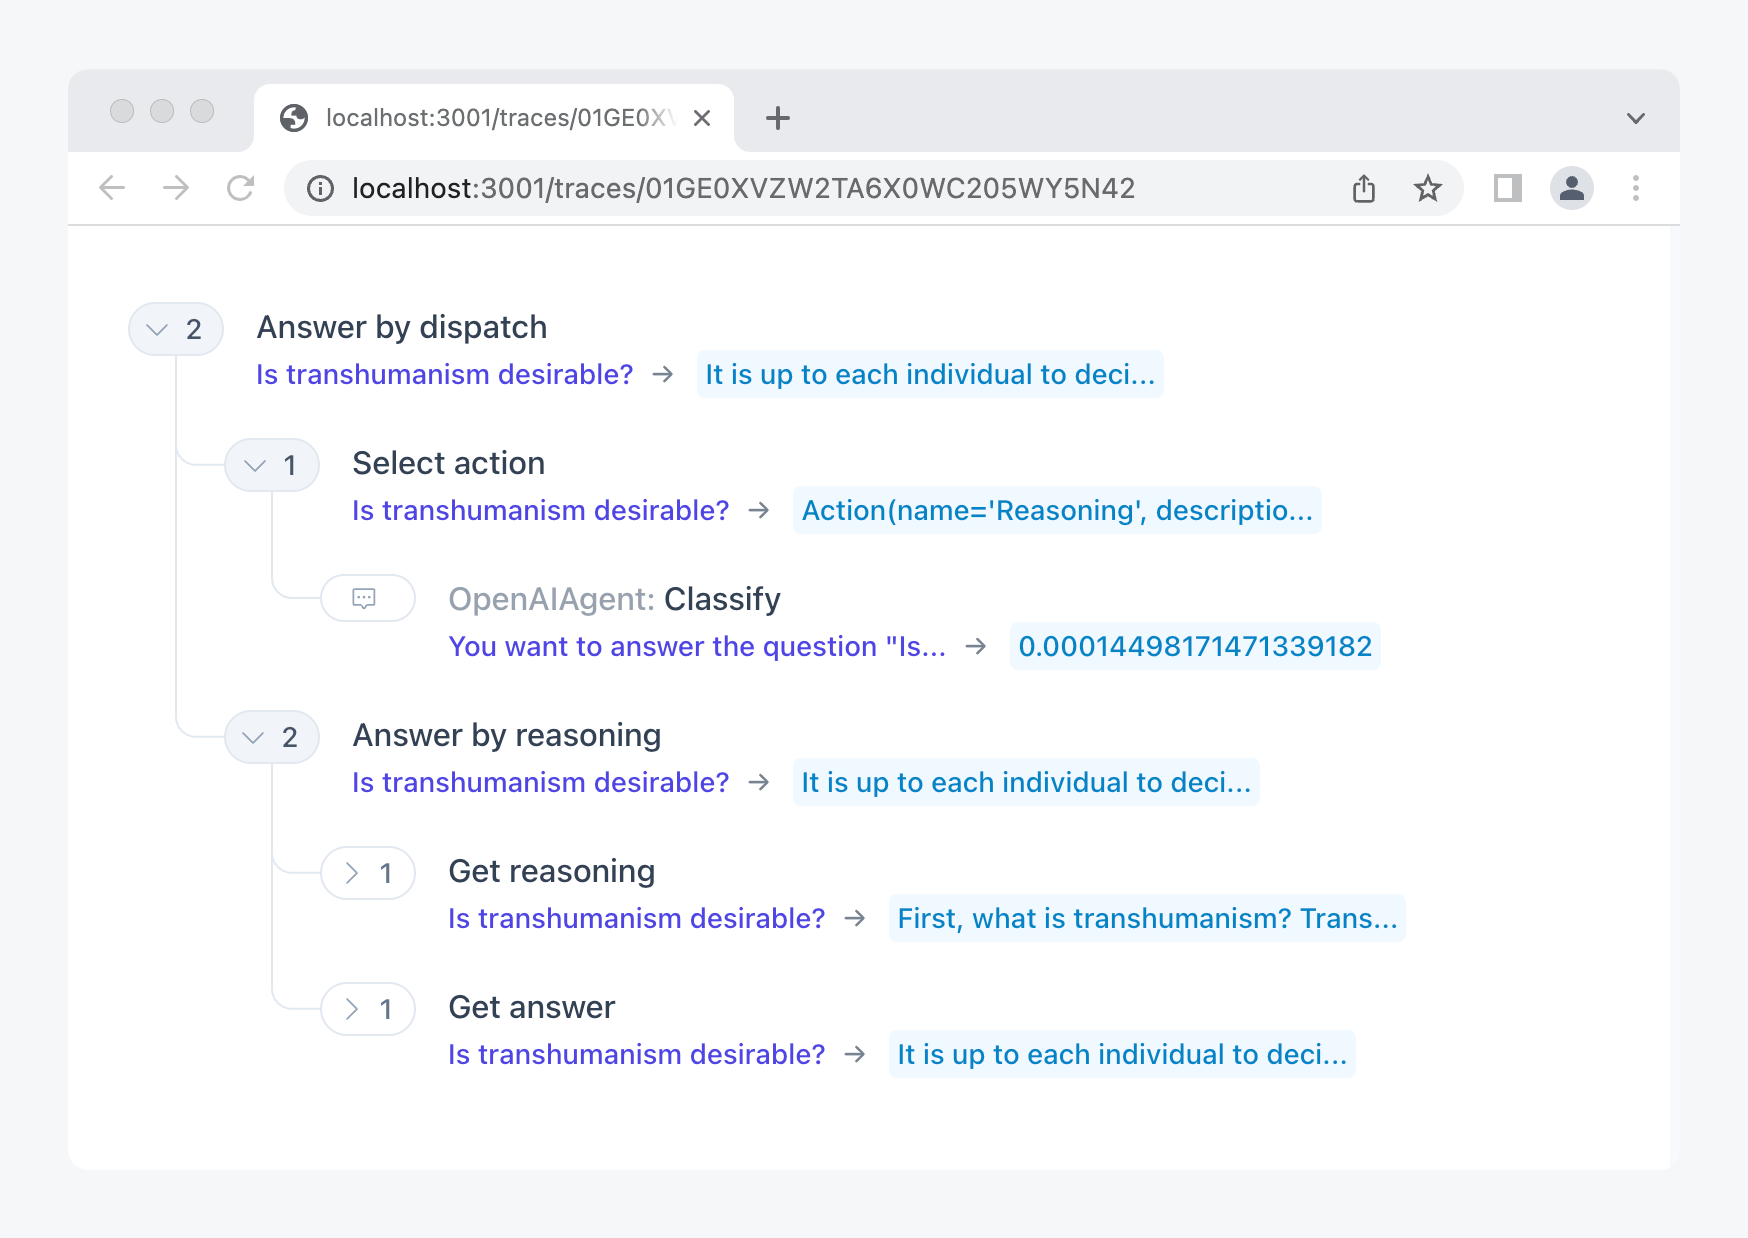 localhost:3001/traces/01GE0XV
localhost:3001/traces/01GE0XVZW2TA6X0WC205WY5N42
2 Answer by dispatch
Is transhumanism desirable? → It is up to each individual to deci...
1 Select action
Is transhumanism desirable? → Action(name='Reasoning', descriptio...
OpenAIAgent: Classify
You want to answer the question "Is... → 0.00014498171471339182
2 Answer by reasoning
Is transhumanism desirable? → It is up to each individual to deci...
1 Get reasoning
Is transhumanism desirable? → First, what is transhumanism? Trans...
1 Get answer
Is transhumanism desirable? → It is up to each individual to deci...